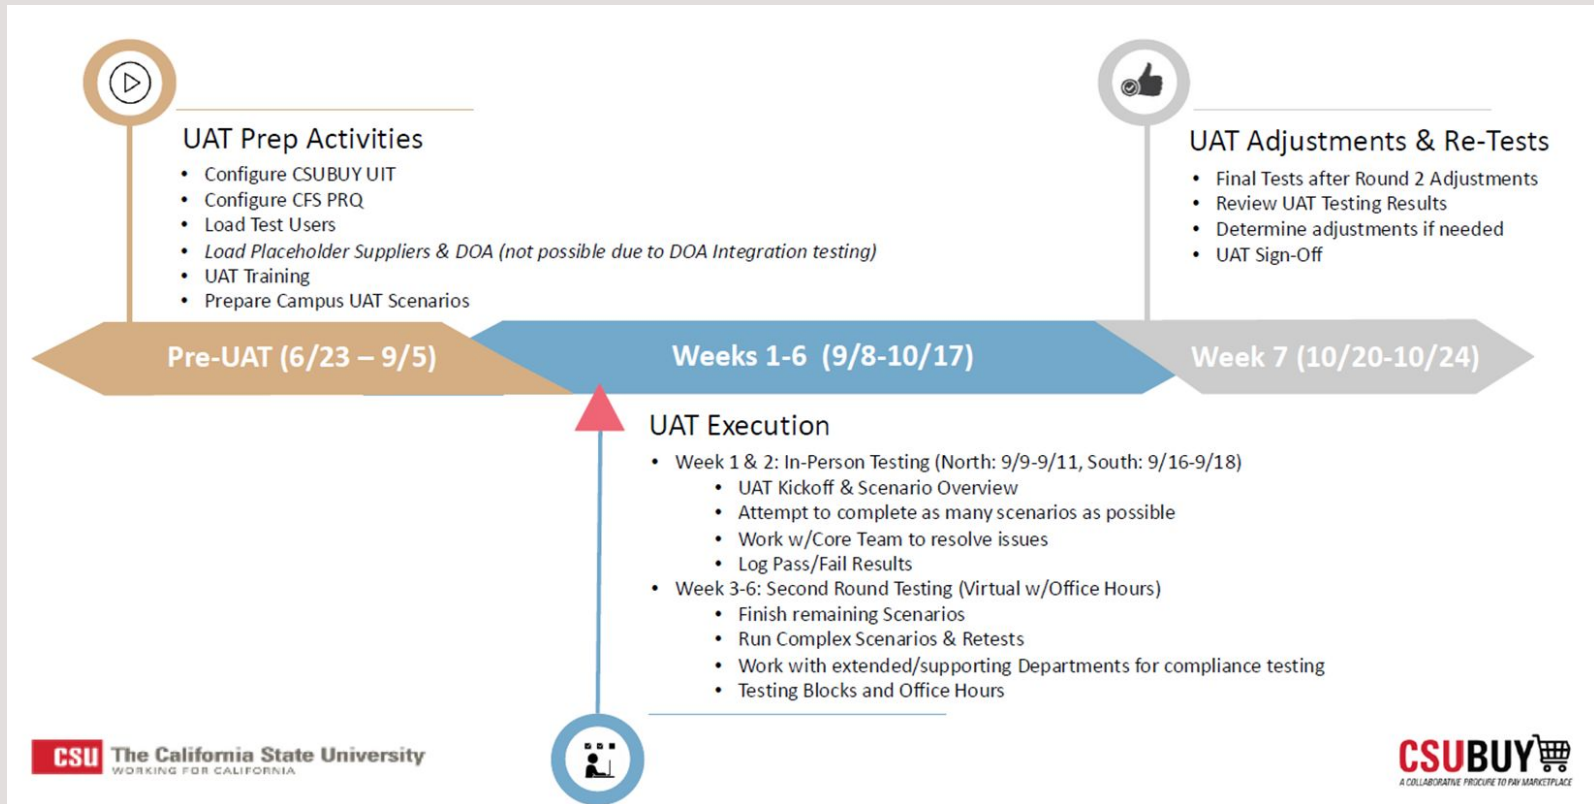 UAT Prep Activities
• Configure CSUBUY UIT
• Configure CFS PRQ
• Load Test Users
• Load Placeholder Suppliers & DOA (not possible due to DOA Integration testing)
• UAT Training
• Prepare Campus UAT Scenarios
UAT Adjustments & Re-Tests
• Final Tests after Round 2 Adjustments
• Review UAT Testing Results
• Determine adjustments if needed
• UAT Sign-Off
Pre-UAT (6/23 – 9/5)
Weeks 1-6 (9/8-10/17)
Week 7 (10/20-10/24)
UAT Execution
• Week 1 & 2: In-Person Testing (North: 9/9-9/11, South: 9/16-9/18)
• UAT Kickoff & Scenario Overview
• Attempt to complete as many scenarios as possible
• Work w/Core Team to resolve issues
• Log Pass/Fail Results
• Week 3-6: Second Round Testing (Virtual w/Office Hours)
• Finish remaining Scenarios
• Run Complex Scenarios & Retests
• Work with extended/supporting Departments for compliance testing
• Testing Blocks and Office Hours
CSU The California State University
WORKING FOR CALIFORNIA
CSUBUY
A COLLABORATIVE PROCURE TO PAY MARKETPLACE